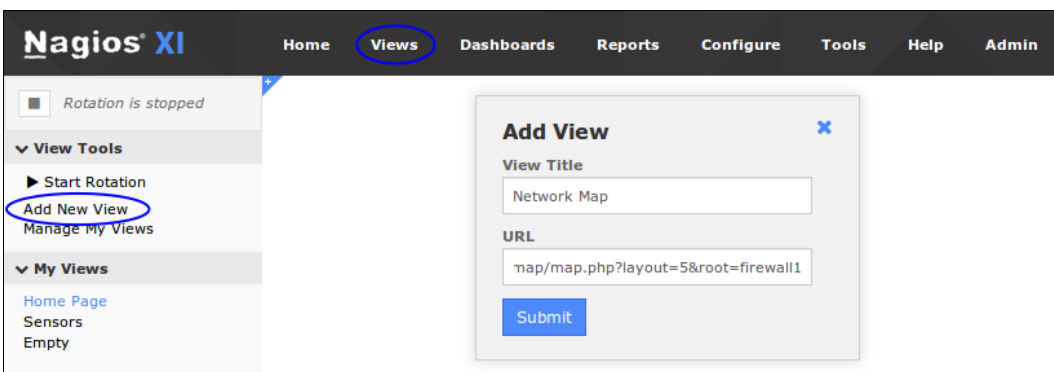 Nagios® XI
Home Views Dashboards Reports Configure Tools Help Admin
Rotation is stopped
View Tools
Start Rotation
Add New View
Manage My Views
My Views
Home Page
Sensors
Empty
Add View
View Title
Network Map
URL
map/map.php?layout=5&root=firewall1
Submit